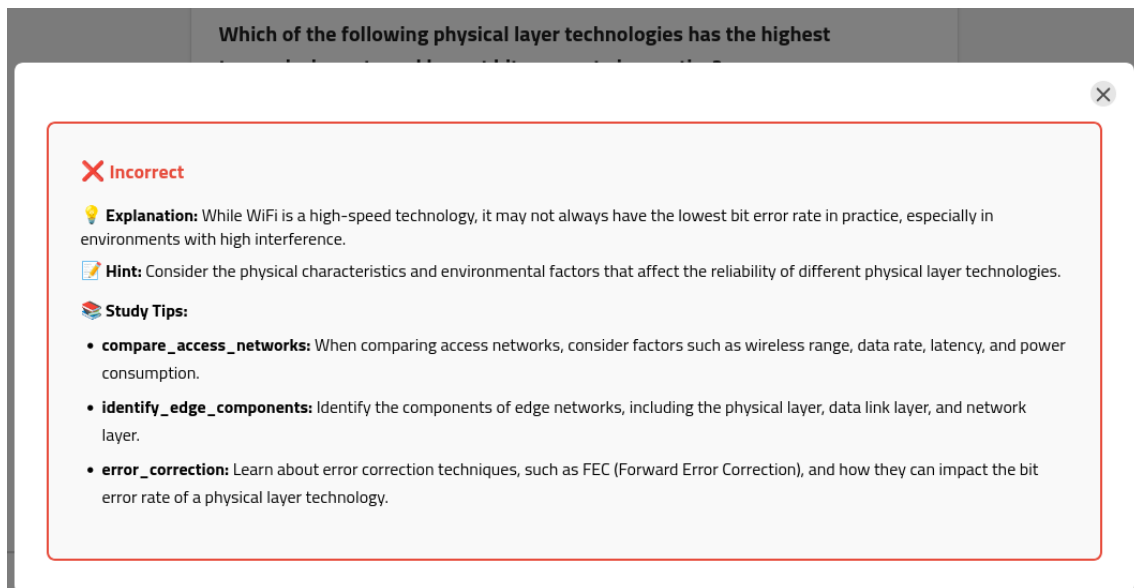 Which of the following physical layer technologies has the highest
❌ Incorrect
💡 Explanation: While WiFi is a high-speed technology, it may not always have the lowest bit error rate in practice, especially in
environments with high interference.
📝 Hint: Consider the physical characteristics and environmental factors that affect the reliability of different physical layer technologies.
📚 Study Tips:
• compare_access_networks: When comparing access networks, consider factors such as wireless range, data rate, latency, and power
consumption.
• identify_edge_components: Identify the components of edge networks, including the physical layer, data link layer, and network
layer.
• error_correction: Learn about error correction techniques, such as FEC (Forward Error Correction), and how they can impact the bit
error rate of a physical layer technology.